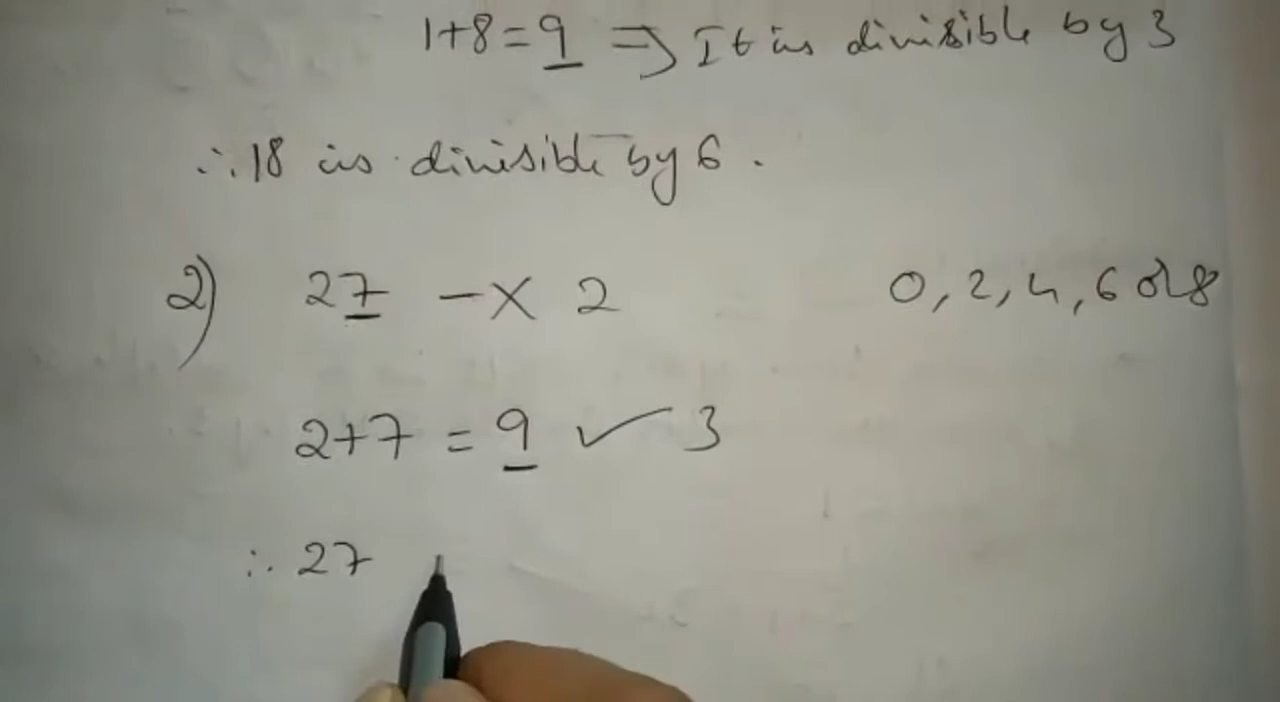 1+8=9 ⇒ It is divisible by 3
∴ 18 is divisible by 6.
2) 27 - X 2 0, 2, 4, 6 or 8
2+7 = 9 ✓ 3
∴ 27